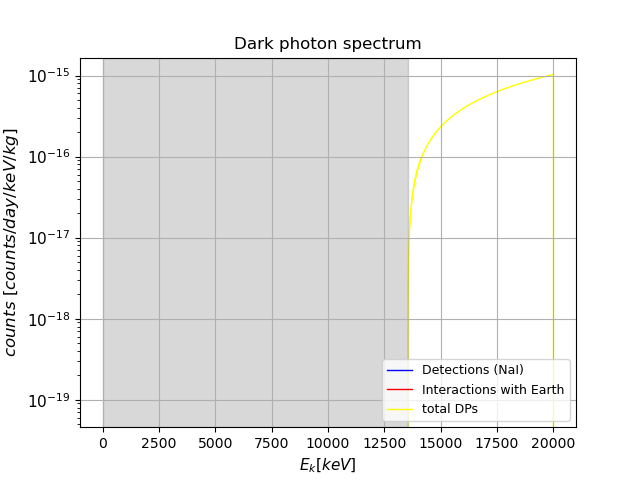 Dark photon spectrum
counts [counts/day/keV/kg]
10⁻¹⁵
10⁻¹⁶
10⁻¹⁷
10⁻¹⁸
10⁻¹⁹
Detections (NaI)
Interactions with Earth
total DPs
0 2500 5000 7500 10000 12500 15000 17500 20000
E_k[keV]